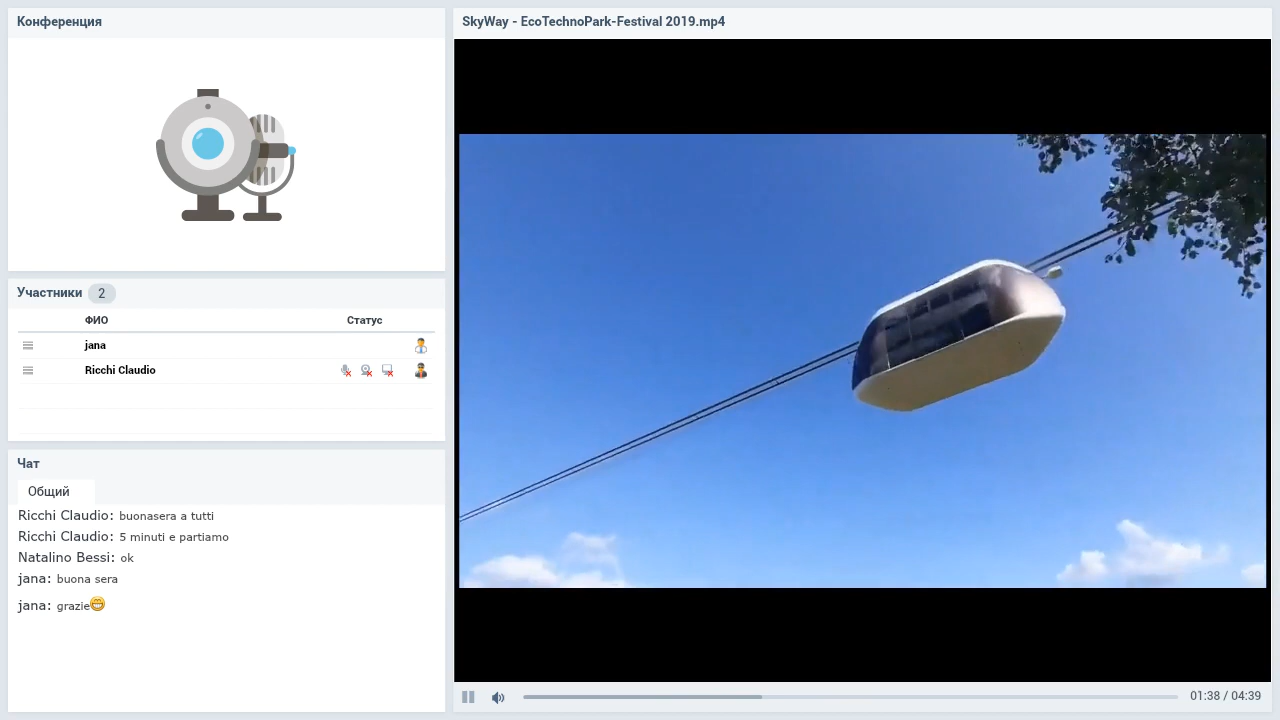 Конференция
Участники 2
ФИО Статус
jana
Ricchi Claudio
Чат
Общий
Ricchi Claudio: buonasera a tutti
Ricchi Claudio: 5 minuti e partiamo
Natalino Bessi: ok
jana: buona sera
jana: grazie
SkyWay - EcoTechnoPark-Festival 2019.mp4
01:38 / 04:39